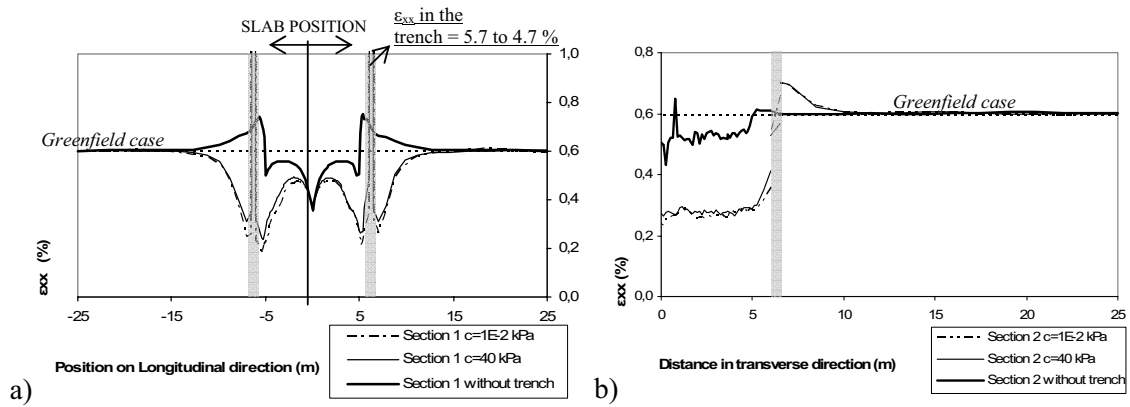 SLAB POSITION
εxx in the
trench = 5.7 to 4.7 %
Greenfield case
1,0
0,8
0,6
0,4
0,2
0,0
-25
-15
-5
5
15
25
εxx (%)
Position on Longitudinal direction (m)
Section 1 c=1E-2 kPa
Section 1 c=40 kPa
Section 1 without trench
a)
0,8
0,6
0,4
0,2
0,0
Greenfield case
0
5
10
15
20
25
εxx (%)
Distance in transverse direction (m)
Section 2 c=1E-2 kPa
Section 2 c=40 kPa
Section 2 without trench
b)